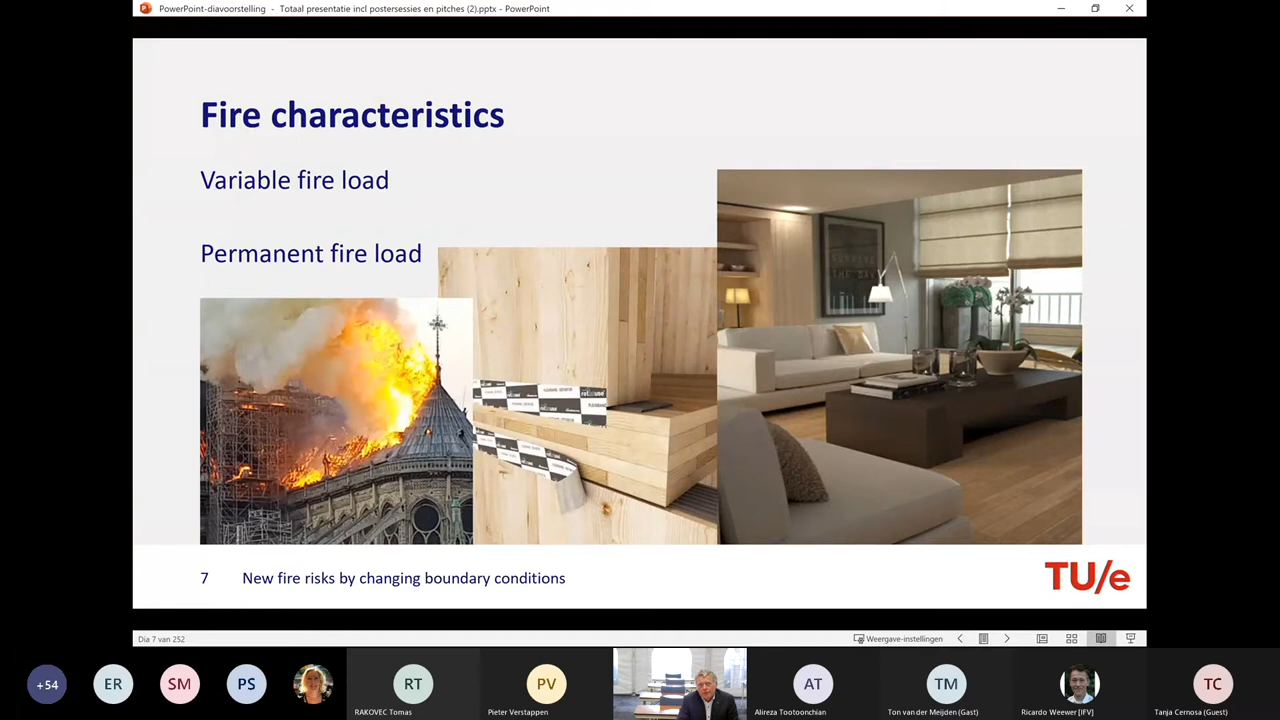 PowerPoint-diavoorstelling - Totaal presentatie incl postersessies en pitches (2).pptx - PowerPoint
Fire characteristics
Variable fire load
Permanent fire load
7 New fire risks by changing boundary conditions
TU/e
Dia 7 van 252
Weergave-instellingen
+54
ER
SM
PS
RT
PV
AT
TM
TC
RAKOVEC Tomas
Pieter Verstappen
Alireza Tootoonchian
Ton van der Meijden (Gast)
Ricardo Weewer [IFV]
Tanja Cernosa (Guest)